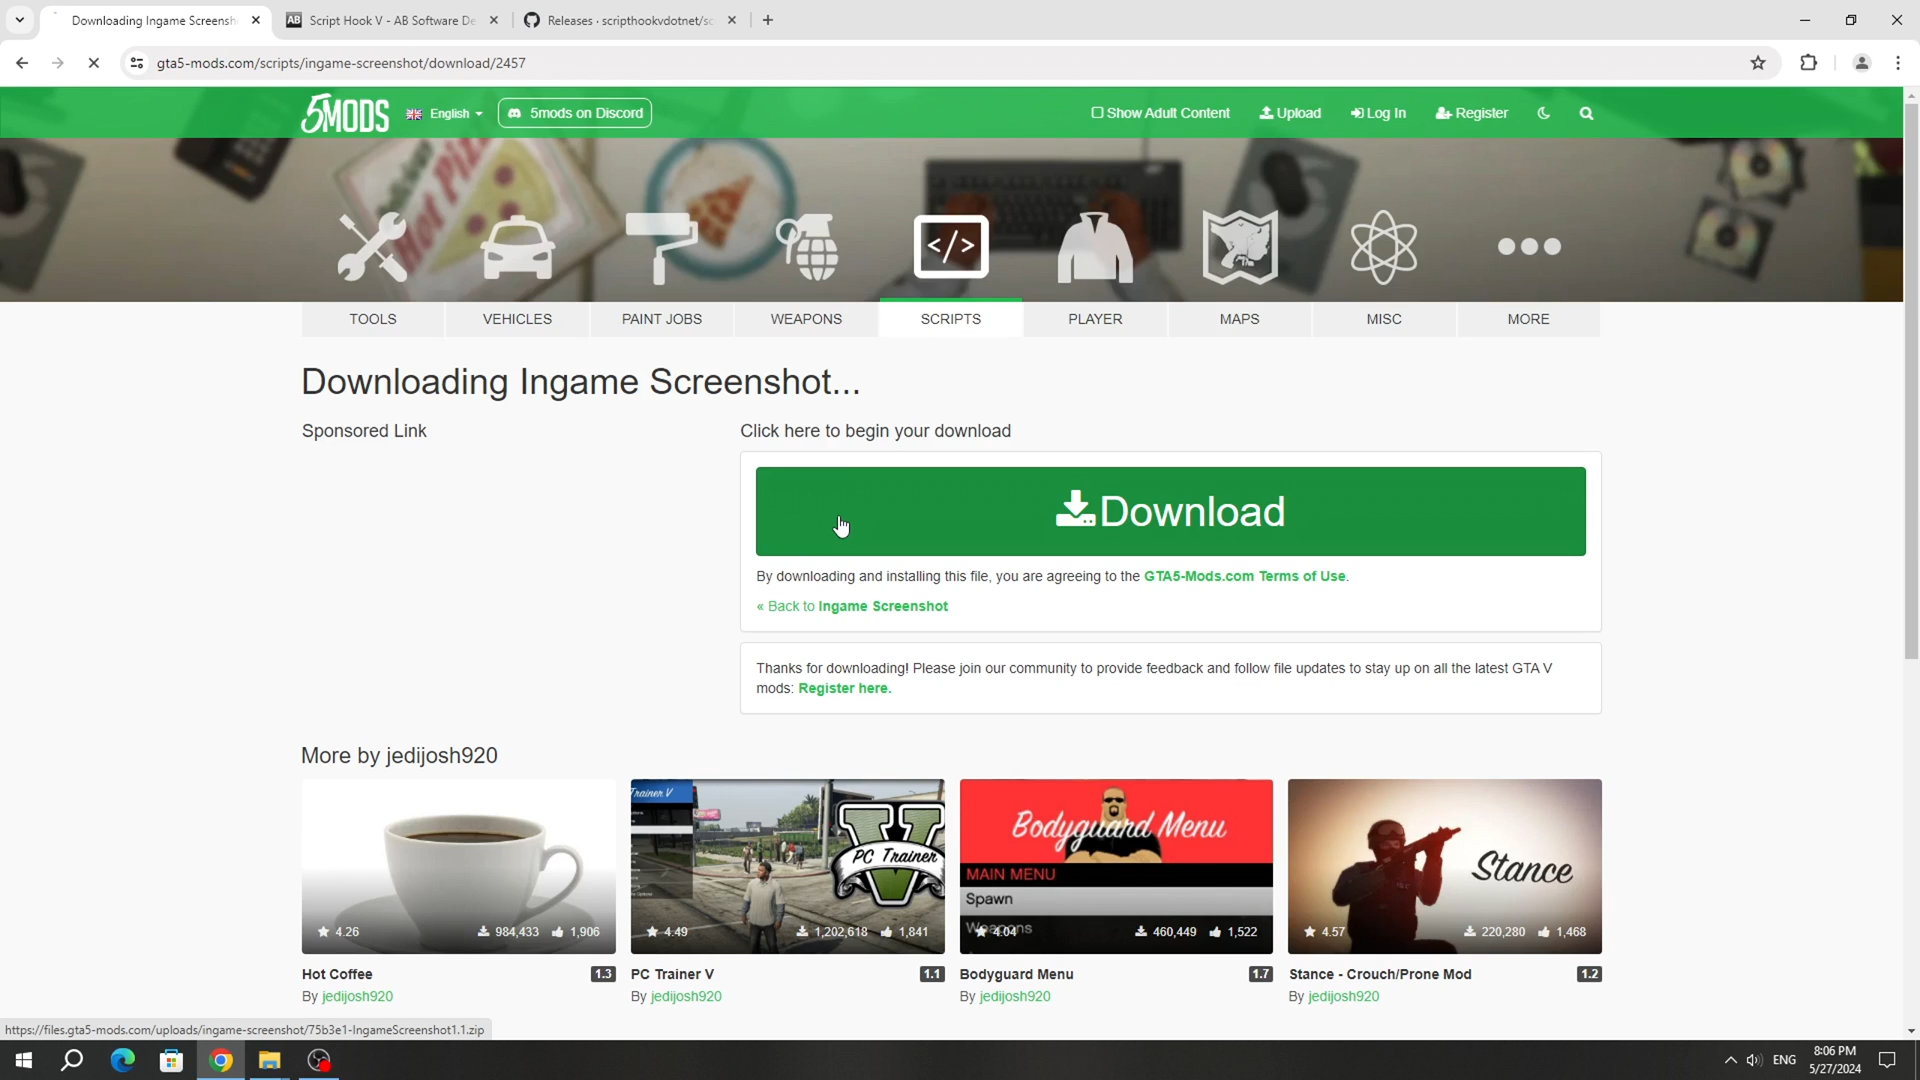 Downloading Ingame Screensh
Script Hook V - AB Software De
Releases · scripthookvdotnet/sc
gta5-mods.com/scripts/ingame-screenshot/download/2457
5MODS
English
5mods on Discord
Show Adult Content
Upload
Log In
Register
TOOLS
VEHICLES
PAINT JOBS
WEAPONS
SCRIPTS
PLAYER
MAPS
MISC
MORE
Downloading Ingame Screenshot...
Sponsored Link
Click here to begin your download
Download
By downloading and installing this file, you are agreeing to the GTA5-Mods.com Terms of Use.
« Back to Ingame Screenshot
Thanks for downloading! Please join our community to provide feedback and follow file updates to stay up on all the latest GTA V
mods: Register here.
More by jedijosh920
Trainer V
PC Trainer
Bodyguard Menu
MAIN MENU
Spawn
Weapons
Stance
4.26
984,433
1,906
4.49
1,202,618
1,841
4.04
460,449
1,522
4.57
220,280
1,468
Hot Coffee
1.3
PC Trainer V
1.1
Bodyguard Menu
1.7
Stance - Crouch/Prone Mod
1.2
By jedijosh920
By jedijosh920
By jedijosh920
By jedijosh920
https://files.gta5-mods.com/uploads/ingame-screenshot/75b3e1-IngameScreenshot1.1.zip
ENG
8:06 PM
5/27/2024